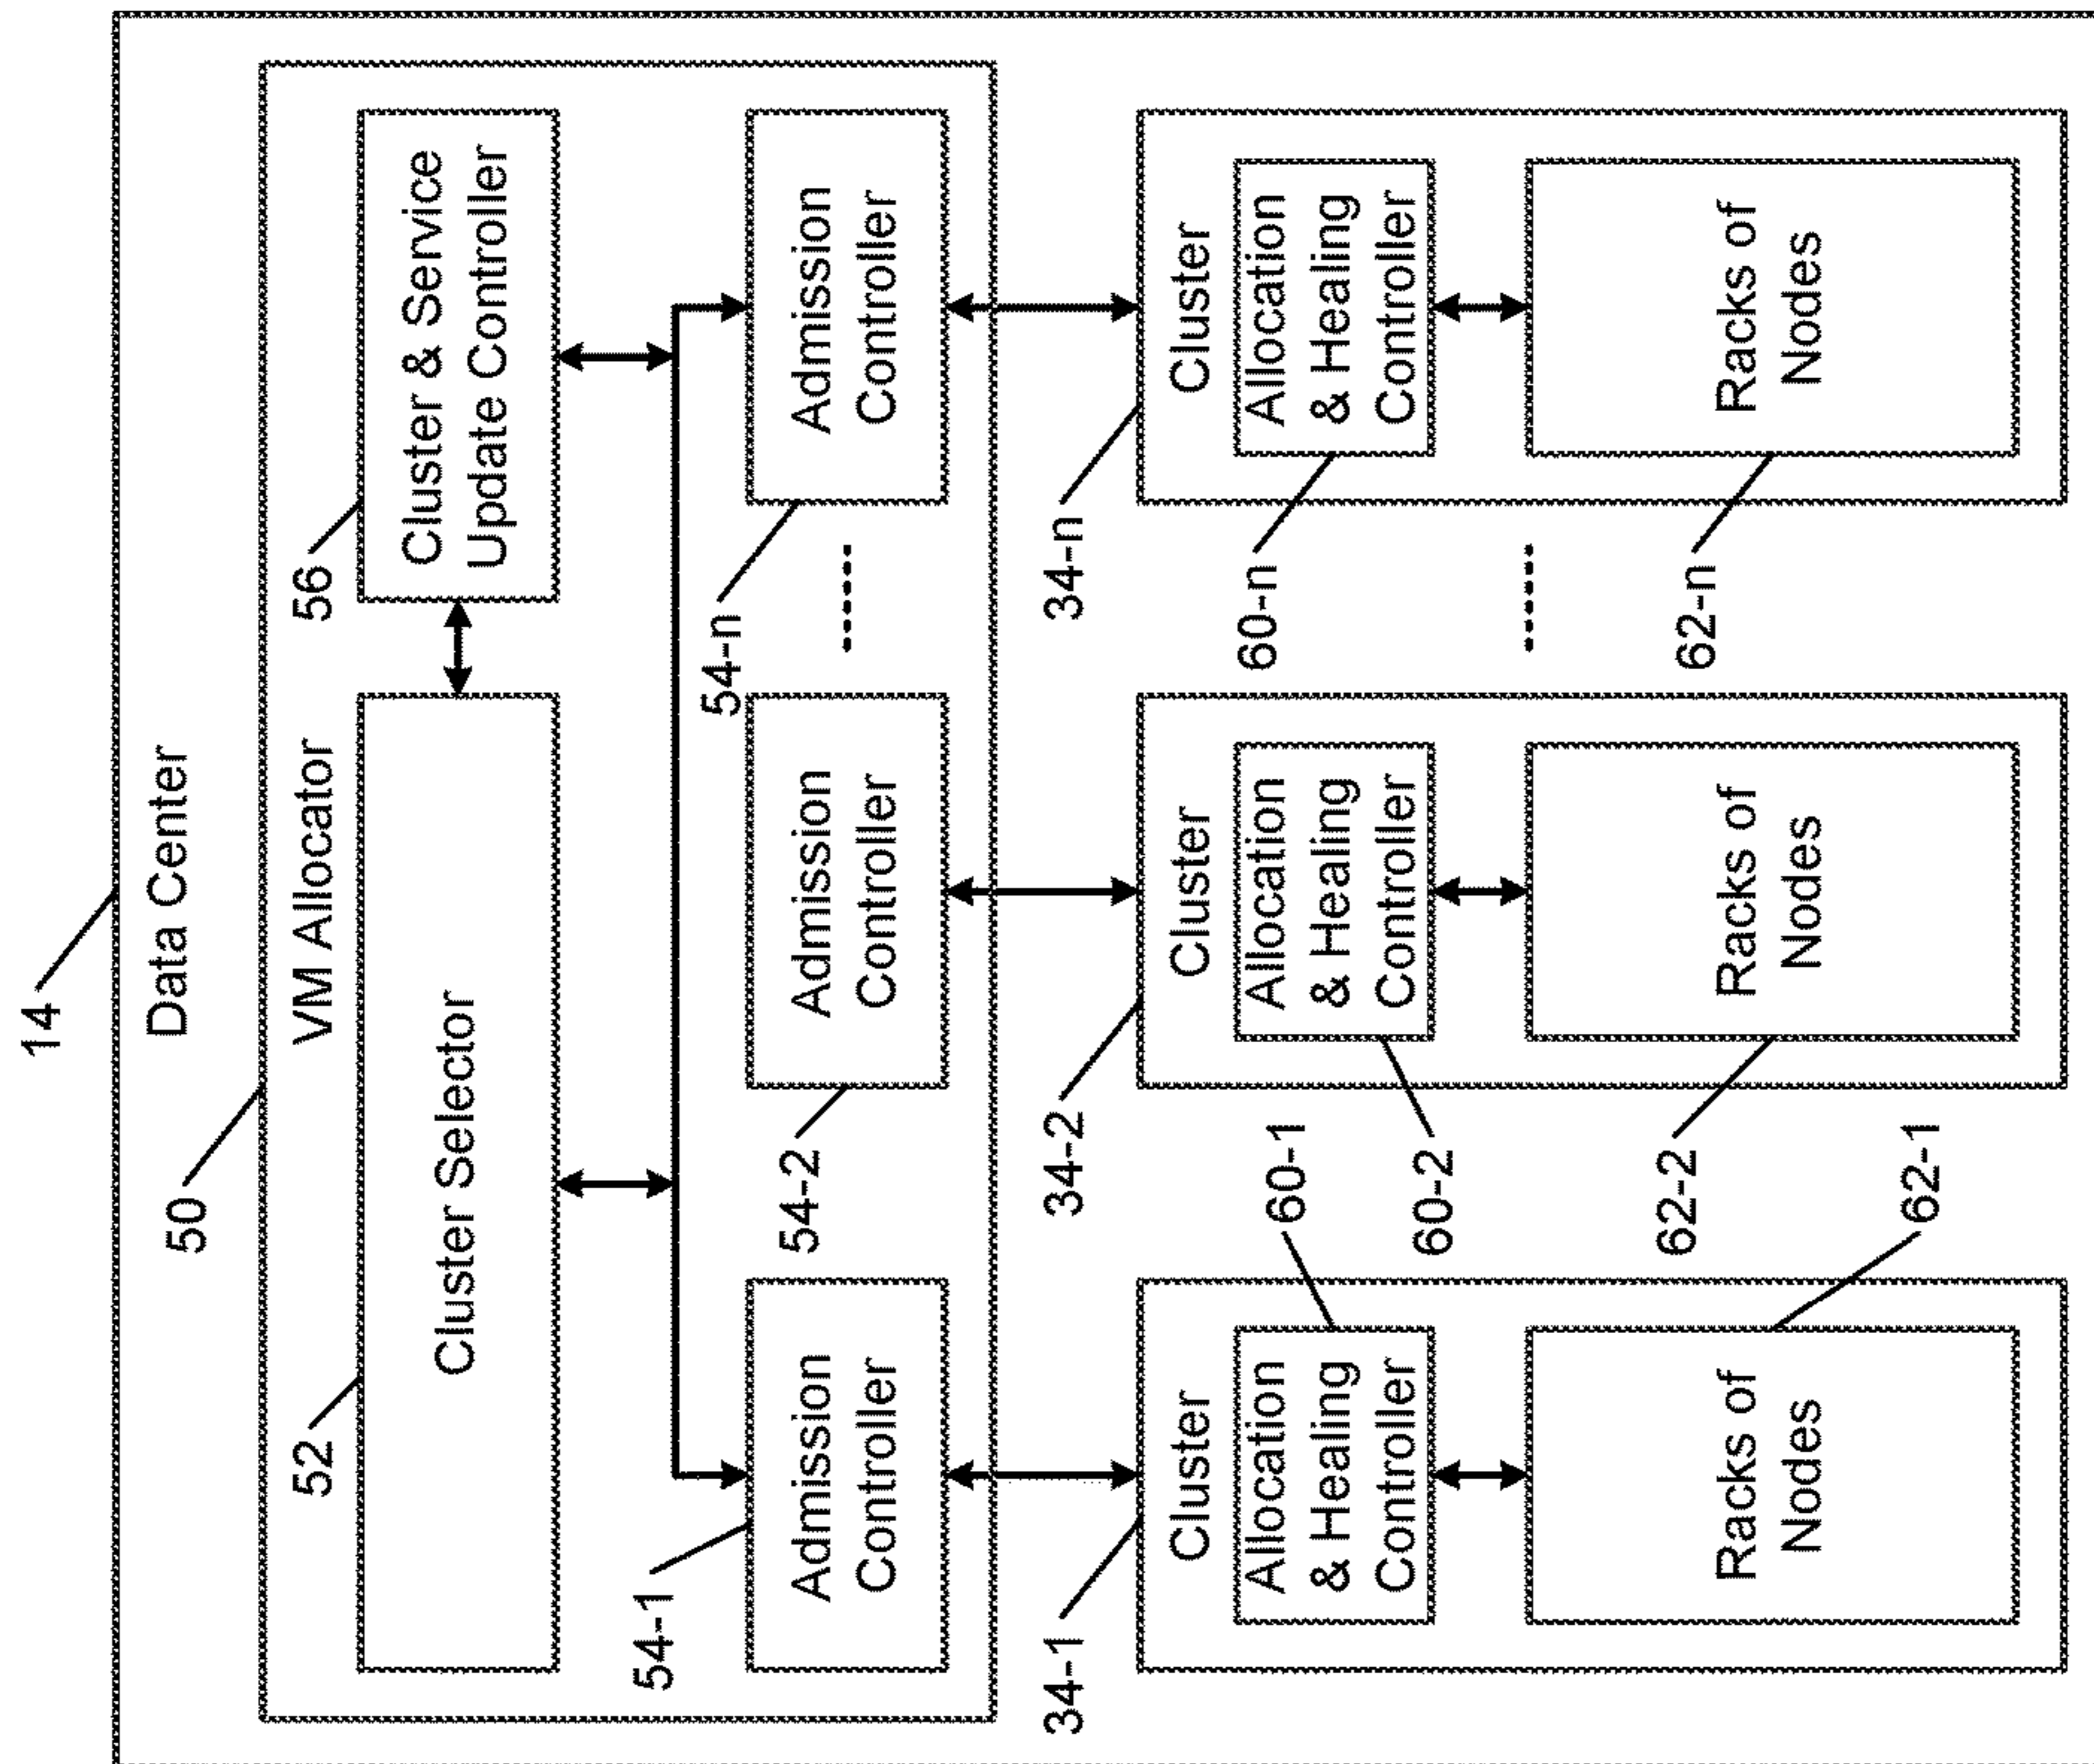 14
Data Center
50
VM Allocator
52
56
Cluster Selector
Cluster & Service
Update Controller
54-1
54-2
54-n
Admission
Controller
Admission
Controller
Admission
Controller
34-1
34-2
34-n
Cluster
Cluster
Cluster
60-1
60-n
Allocation
& Healing
Controller
Allocation
& Healing
Controller
Allocation
& Healing
Controller
60-2
62-2
62-n
Racks of
Nodes
Racks of
Nodes
Racks of
Nodes
62-1